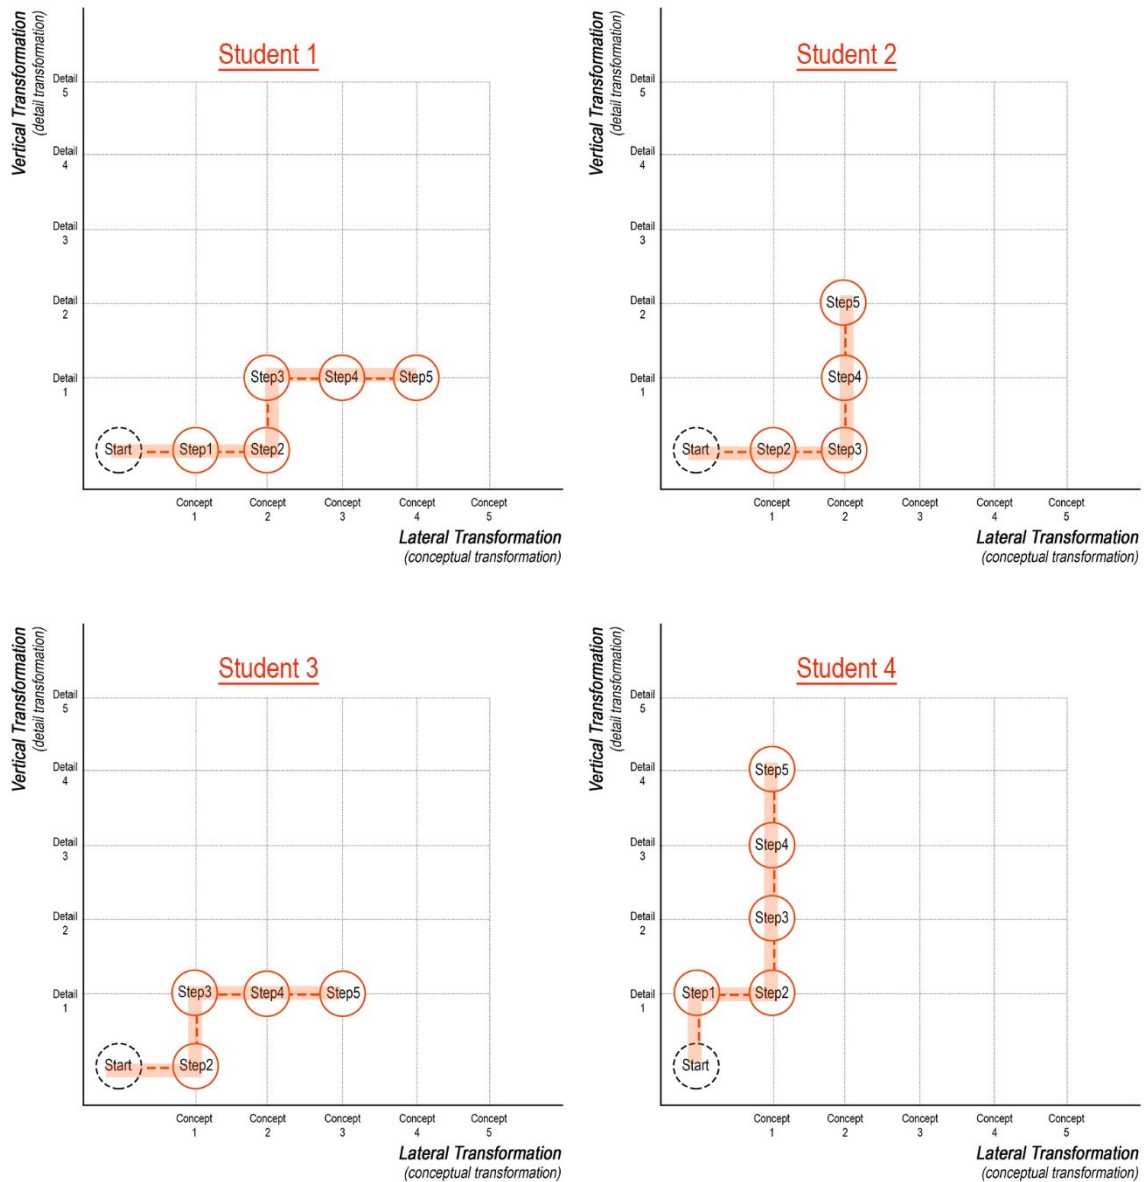 Student 1
Vertical Transformation
(detail transformation)
Detail
5
Detail
4
Detail
3
Detail
2
Detail
1
Step3
Step4
Step5
Start
Step1
Step2
Concept
1
Concept
2
Concept
3
Concept
4
Concept
5
Lateral Transformation
(conceptual transformation)
Student 2
Vertical Transformation
(detail transformation)
Detail
5
Detail
4
Detail
3
Detail
2
Step5
Detail
1
Step4
Start
Step2
Step3
Concept
1
Concept
2
Concept
3
Concept
4
Concept
5
Lateral Transformation
(conceptual transformation)
Student 3
Vertical Transformation
(detail transformation)
Detail
5
Detail
4
Detail
3
Detail
2
Detail
1
Step3
Step4
Step5
Start
Step2
Concept
1
Concept
2
Concept
3
Concept
4
Concept
5
Lateral Transformation
(conceptual transformation)
Student 4
Vertical Transformation
(detail transformation)
Detail
5
Detail
4
Step5
Detail
3
Step4
Detail
2
Step3
Detail
1
Step1
Step2
Start
Concept
1
Concept
2
Concept
3
Concept
4
Concept
5
Lateral Transformation
(conceptual transformation)